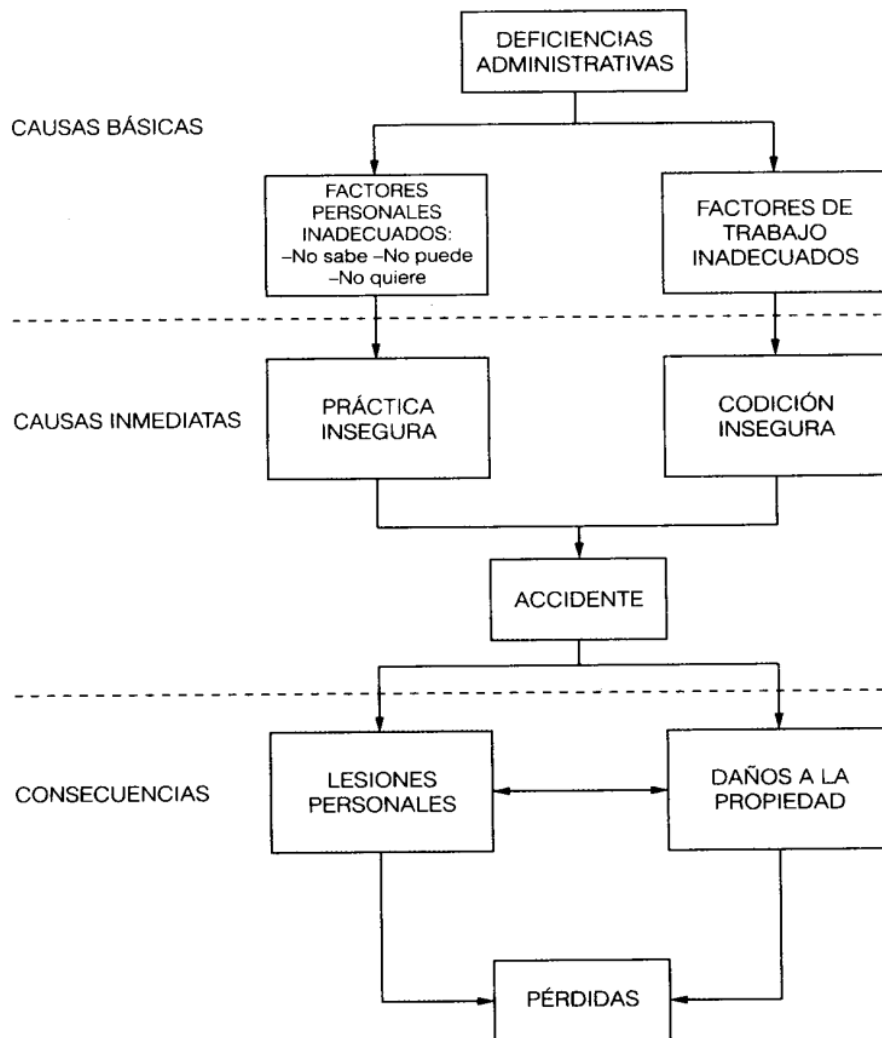 DEFICIENCIAS
ADMINISTRATIVAS
CAUSAS BÁSICAS
FACTORES
PERSONALES
INADECUADOS:
–No sabe –No puede
–No quiere
FACTORES DE
TRABAJO
INADECUADOS
CAUSAS INMEDIATAS
PRÁCTICA
INSEGURA
CODICIÓN
INSEGURA
ACCIDENTE
CONSECUENCIAS
LESIONES
PERSONALES
DAÑOS A LA
PROPIEDAD
PÉRDIDAS